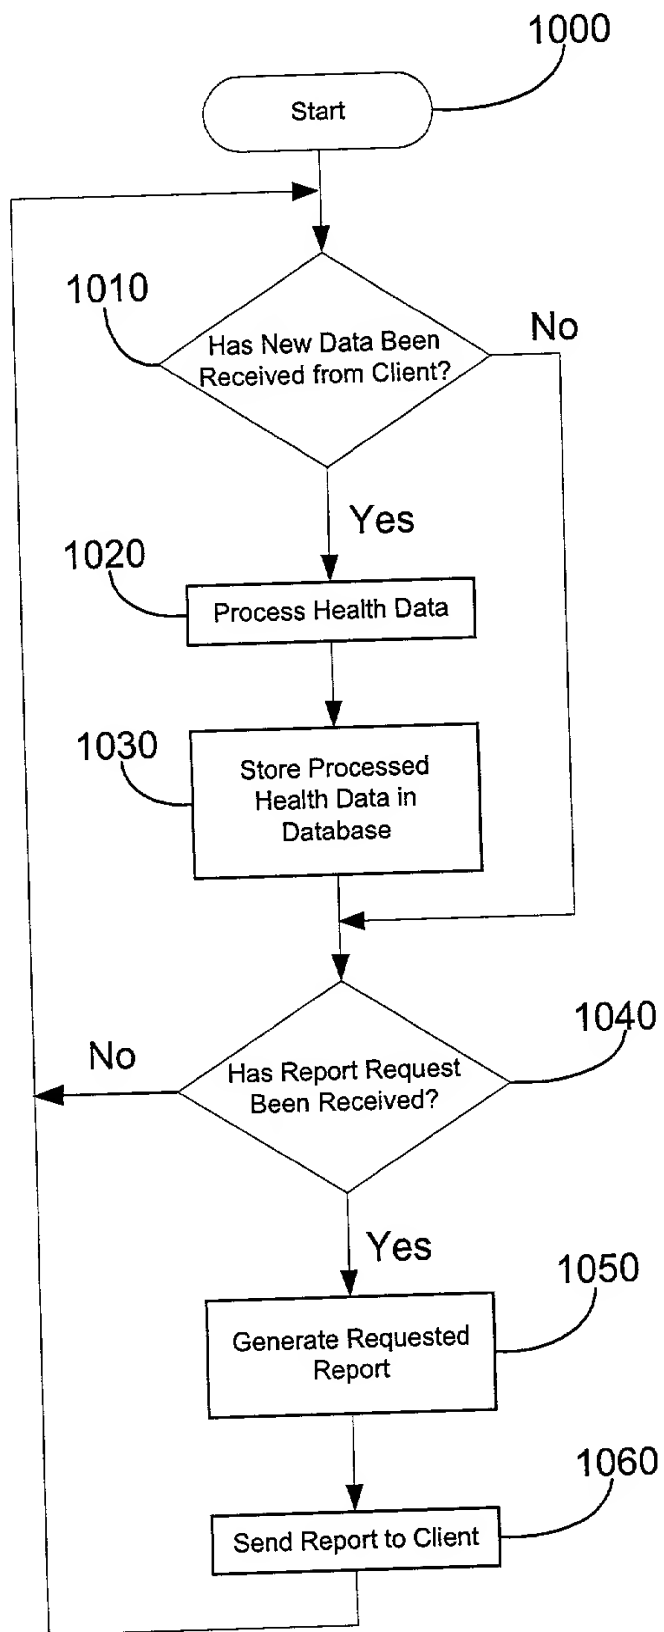 1000
Start
1010
Has New Data Been
Received from Client?
No
Yes
1020
Process Health Data
1030
Store Processed
Health Data in
Database
1040
No
Has Report Request
Been Received?
Yes
1050
Generate Requested
Report
1060
Send Report to Client